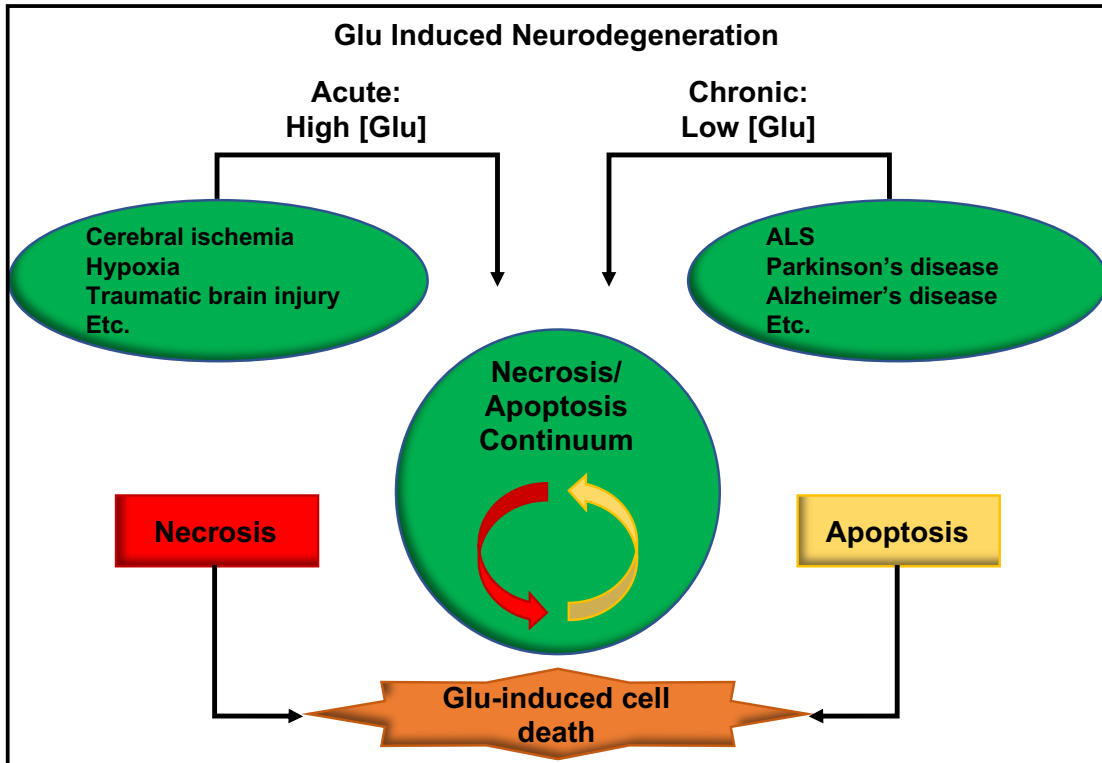 Glu Induced Neurodegeneration
Acute:
High [Glu]
Chronic:
Low [Glu]
Cerebral ischemia
Hypoxia
Traumatic brain injury
Etc.
ALS
Parkinson’s disease
Alzheimer’s disease
Etc.
Necrosis/
Apoptosis
Continuum
Necrosis
Apoptosis
Glu-induced cell
death